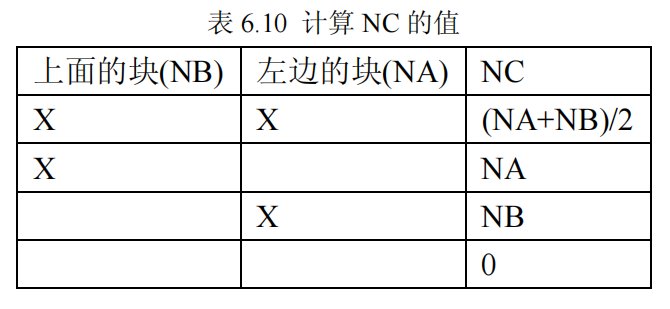 表 6.10 计算 NC 的值
上面的块(NB) 左边的块(NA) NC
X X (NA+NB)/2
X NA
X NB
0